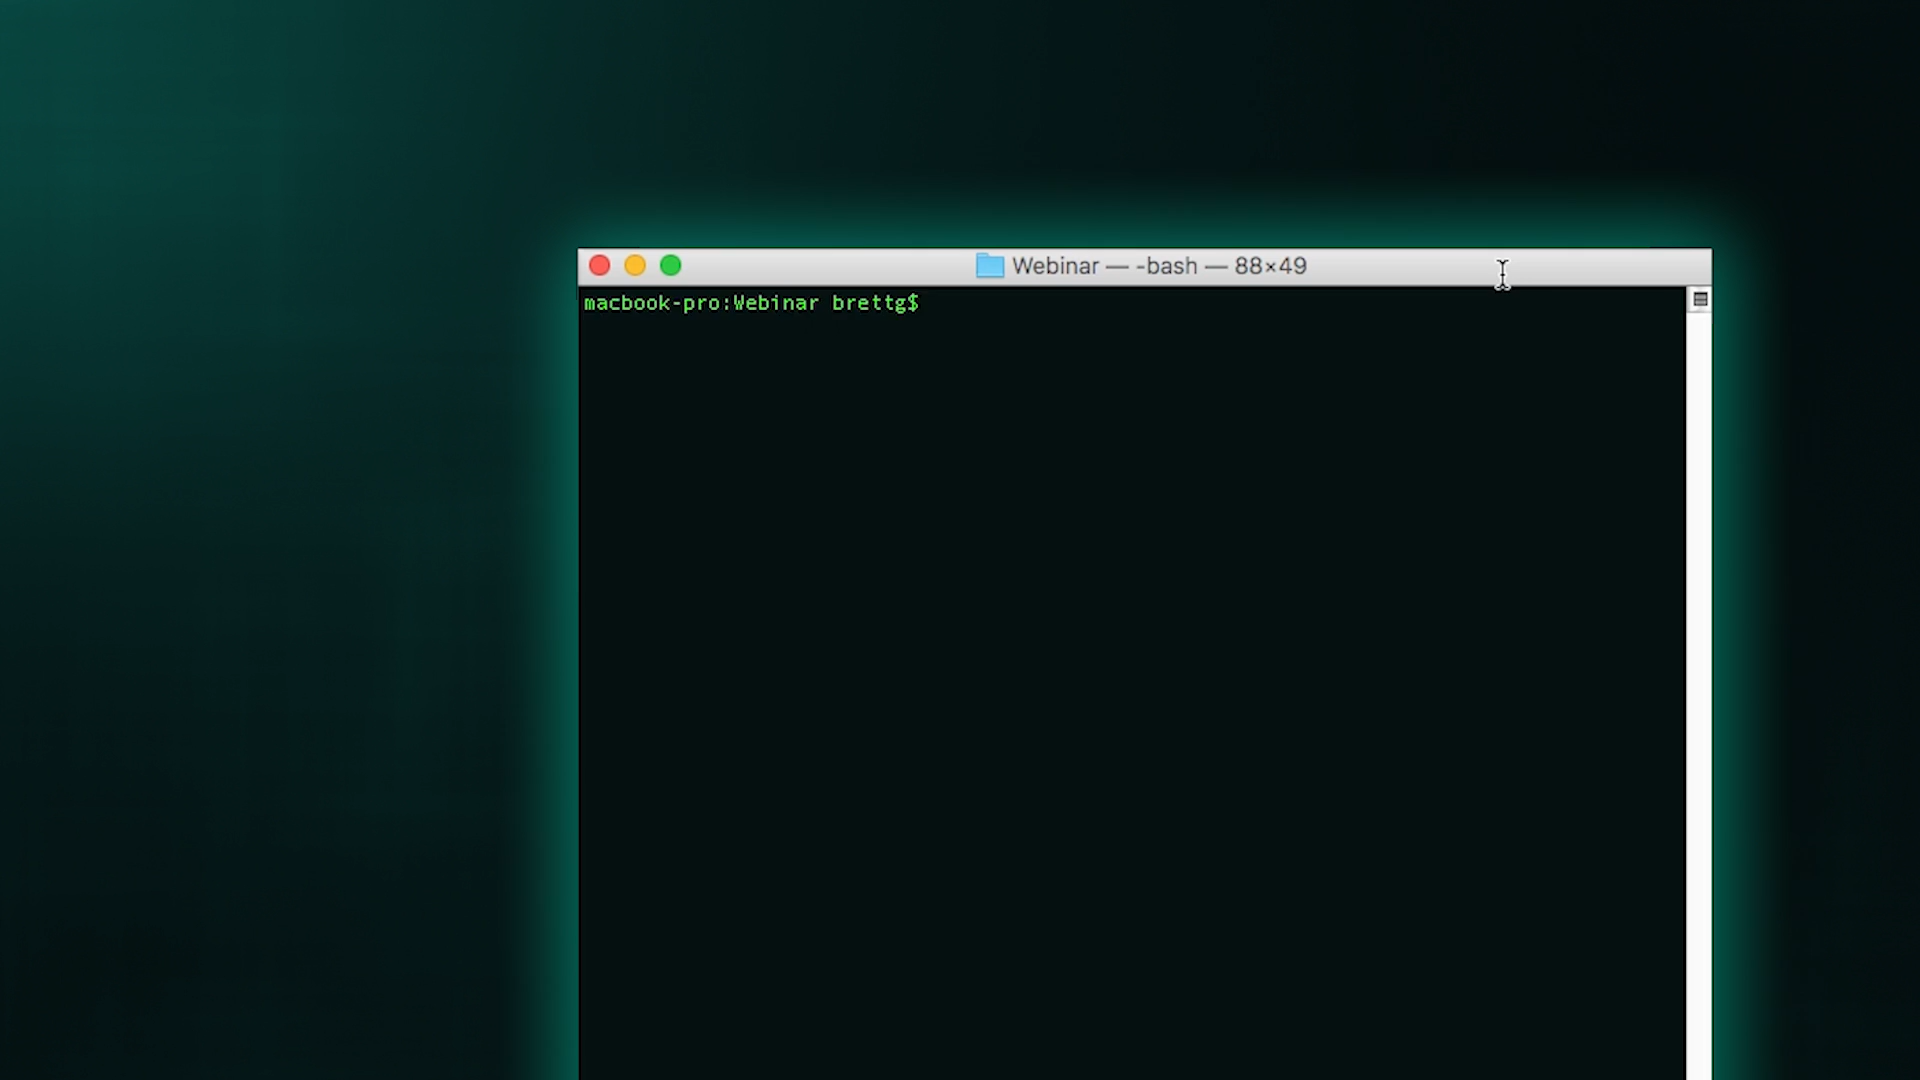 Webinar — -bash — 88×49
macbook-pro:Webinar brettg$